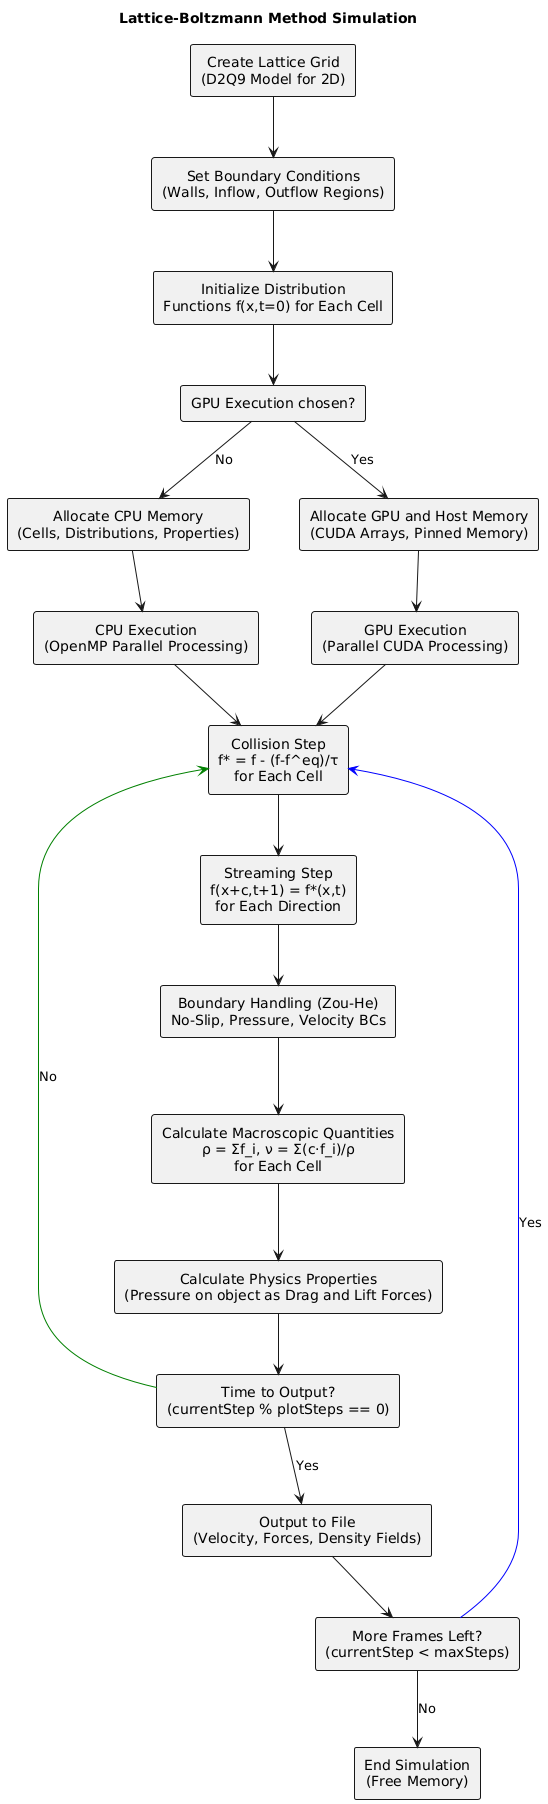 Lattice-Boltzmann Method Simulation
Create Lattice Grid
(D2Q9 Model for 2D)
Set Boundary Conditions
(Walls, Inflow, Outflow Regions)
Initialize Distribution
Functions f(x,t=0) for Each Cell
GPU Execution chosen?
No
Yes
Allocate CPU Memory
(Cells, Distributions, Properties)
Allocate GPU and Host Memory
(CUDA Arrays, Pinned Memory)
CPU Execution
(OpenMP Parallel Processing)
GPU Execution
(Parallel CUDA Processing)
Collision Step
f* = f - (f-f^eq)/τ
for Each Cell
Streaming Step
f(x+c,t+1) = f*(x,t)
for Each Direction
Boundary Handling (Zou-He)
No-Slip, Pressure, Velocity BCs
No
Calculate Macroscopic Quantities
ρ = Σf_i, ν = Σ(c·f_i)/ρ
for Each Cell
Yes
Calculate Physics Properties
(Pressure on object as Drag and Lift Forces)
Time to Output?
(currentStep % plotSteps == 0)
Yes
Output to File
(Velocity, Forces, Density Fields)
More Frames Left?
(currentStep < maxSteps)
No
End Simulation
(Free Memory)